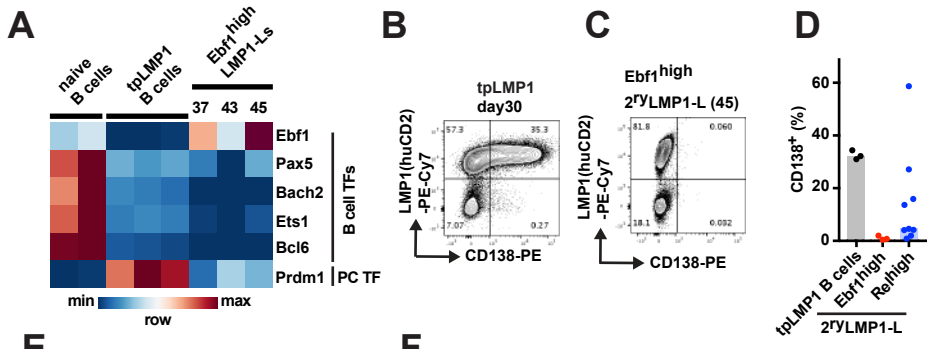 A
naive
B cells
tpLMP1
B cells
Ebf1high
LMP1-Ls
37 43 45
Ebf1
Pax5
Bach2
Ets1
Bcl6
Prdm1
B cell TFs
PC TF
min max
row
B
tpLMP1
day30
57.3 35.3
7.07 0.27
LMP1(huCD2)
-PE-Cy7
CD138-PE
C
Ebf1high
2ryLMP1-L (45)
81.8 0.060
18.1 0.032
LMP1(huCD2)
-PE-Cy7
CD138-PE
D
CD138+ (%)
60
40
20
0
tpLMP1 B cells
Ebf1high
Relhigh
2ryLMP1-L